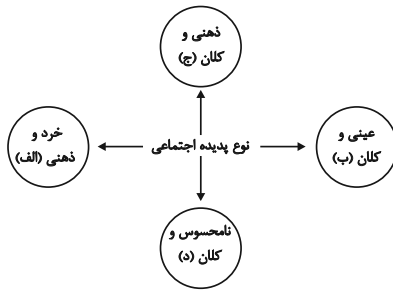 ذهنی و
کلان (ج)
خرد و
ذهنی (الف)
نوع پدیده اجتماعی
عینی و
کلان (ب)
نامحسوس و
کلان (د)